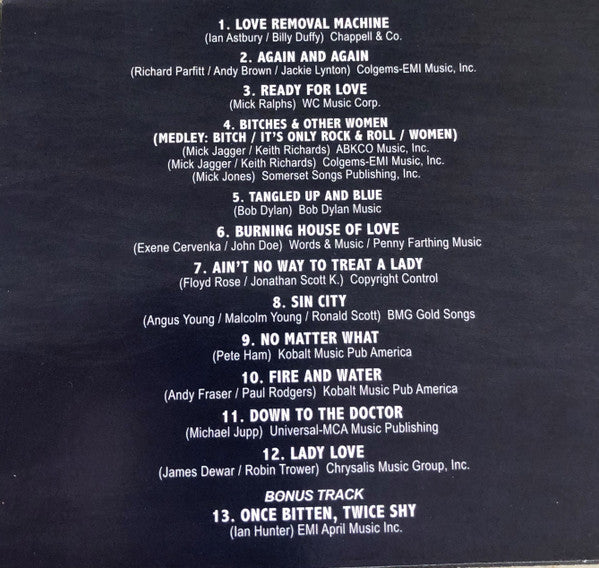 1. LOVE REMOVAL MACHINE
(Ian Astbury / Billy Duffy) Chappell & Co.
2. AGAIN AND AGAIN
(Richard Parfitt / Andy Brown / Jackie Lynton) Colgems-EMI Music, Inc.
3. READY FOR LOVE
(Mick Ralphs) WC Music Corp.
4. BITCHES & OTHER WOMEN
(MEDLEY: BITCH / IT'S ONLY ROCK & ROLL / WOMEN)
(Mick Jagger / Keith Richards) ABKCO Music, Inc.
(Mick Jagger / Keith Richards) Colgems-EMI Music, Inc.
(Mick Jones) Somerset Songs Publishing, Inc.
5. TANGLED UP AND BLUE
(Bob Dylan) Bob Dylan Music
6. BURNING HOUSE OF LOVE
(Exene Cervenka / John Doe) Words & Music / Penny Farthing Music
7. AIN'T NO WAY TO TREAT A LADY
(Floyd Rose / Jonathan Scott K.) Copyright Control
8. SIN CITY
(Angus Young / Malcolm Young / Ronald Scott) BMG Gold Songs
9. NO MATTER WHAT
(Pete Ham) Kobalt Music Pub America
10. FIRE AND WATER
(Andy Fraser / Paul Rodgers) Kobalt Music Pub America
11. DOWN TO THE DOCTOR
(Michael Jupp) Universal-MCA Music Publishing
12. LADY LOVE
(James Dewar / Robin Trower) Chrysalis Music Group, Inc.
BONUS TRACK
13. ONCE BITTEN, TWICE SHY
(Ian Hunter) EMI April Music Inc.